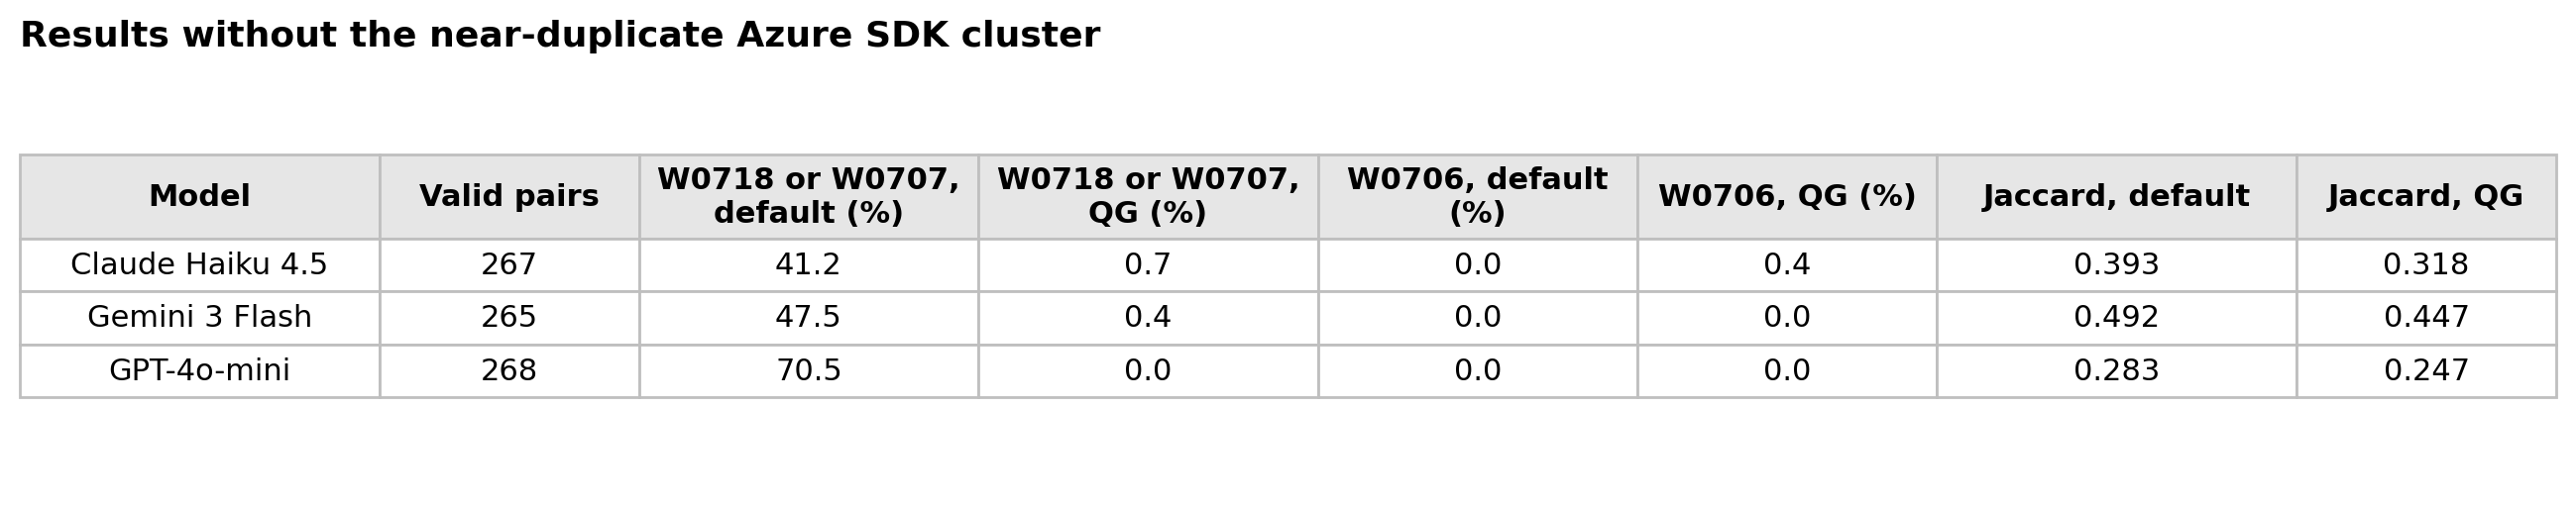 Results without the near-duplicate Azure SDK cluster
Model Valid pairs W0718 or W0707, default (%) W0718 or W0707, QG (%) W0706, default (%) W0706, QG (%) Jaccard, default Jaccard, QG
Claude Haiku 4.5 267 41.2 0.7 0.0 0.4 0.393 0.318
Gemini 3 Flash 265 47.5 0.4 0.0 0.0 0.492 0.447
GPT-4o-mini 268 70.5 0.0 0.0 0.0 0.283 0.247